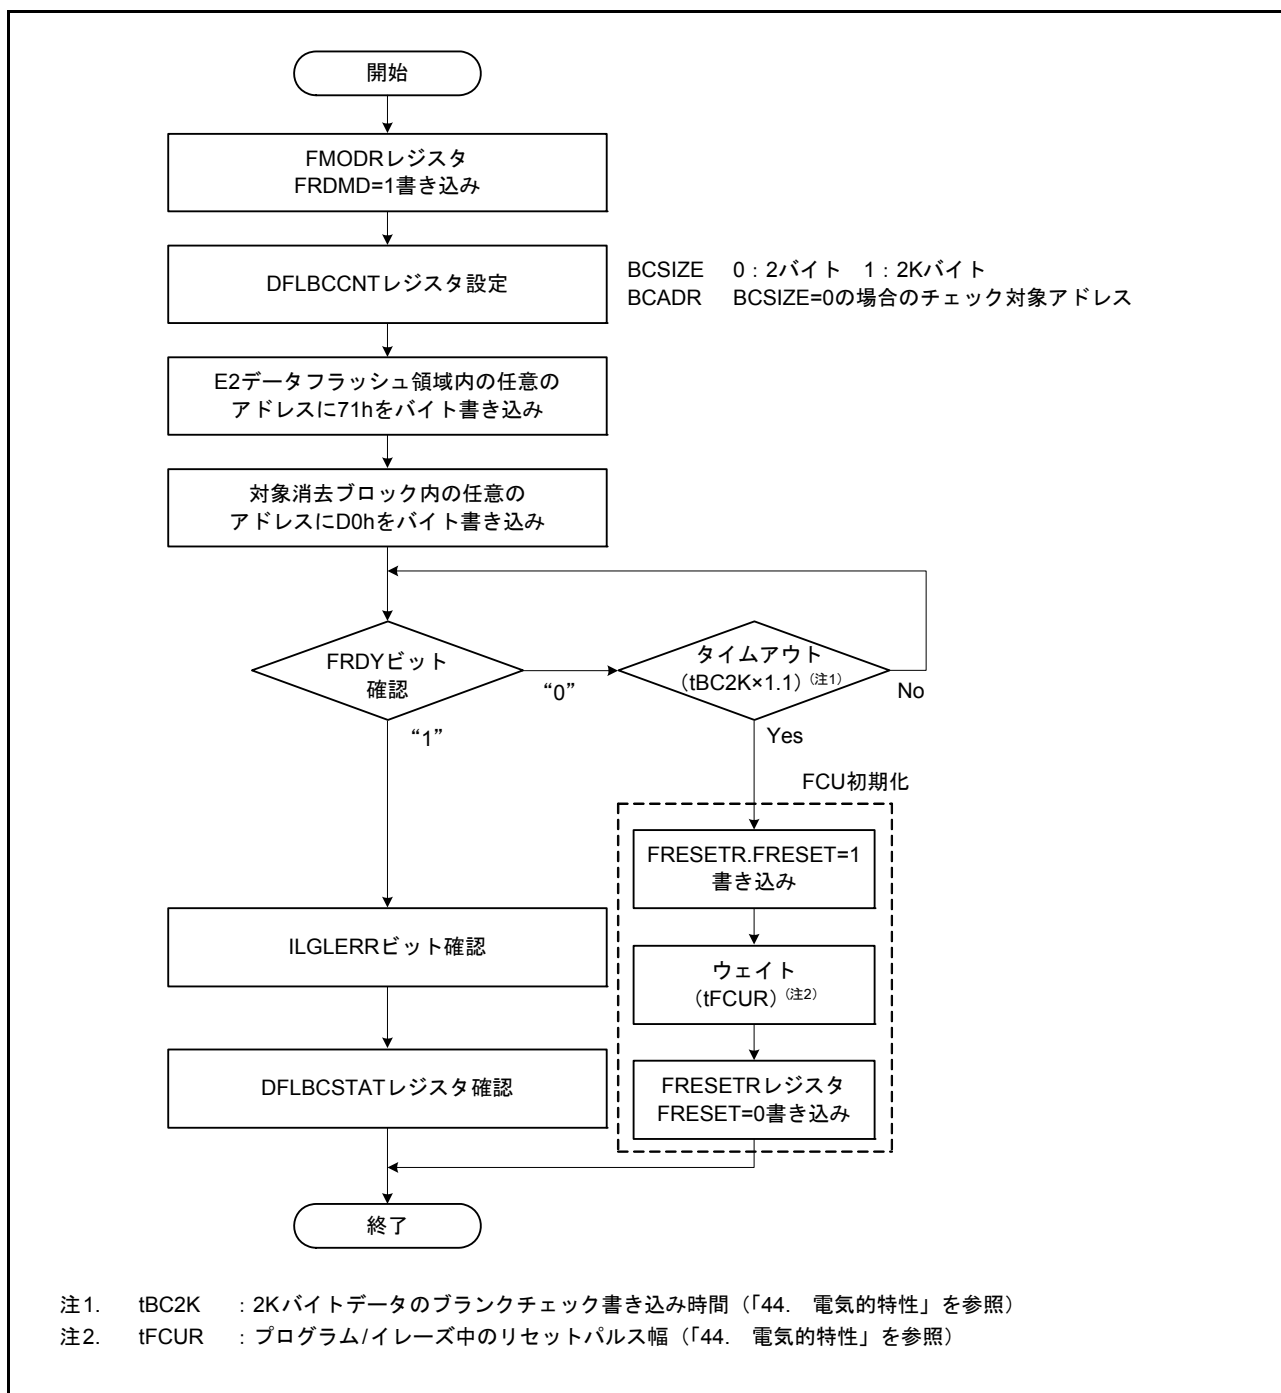 開始
FMODRレジスタ
FRDMD=1書き込み
DFLBCCNTレジスタ設定
BCSIZE 0：2バイト 1：2Kバイト
BCADR BCSIZE=0の場合のチェック対象アドレス
E2データフラッシュ領域内の任意の
アドレスに71hをバイト書き込み
対象消去ブロック内の任意の
アドレスにD0hをバイト書き込み
FRDYビット
確認
“0”
“1”
タイムアウト
（tBC2K×1.1）（注1）
No
Yes
FCU初期化
FRESETR.FRESET=1
書き込み
ウェイト
（tFCUR）（注2）
FRESETRレジスタ
FRESET=0書き込み
ILGLERRビット確認
DFLBCSTATレジスタ確認
終了
注1. tBC2K ：2Kバイトデータのブランクチェック書き込み時間（「44. 電気的特性」を参照）
注2. tFCUR ：プログラム/イレーズ中のリセットパルス幅（「44. 電気的特性」を参照）